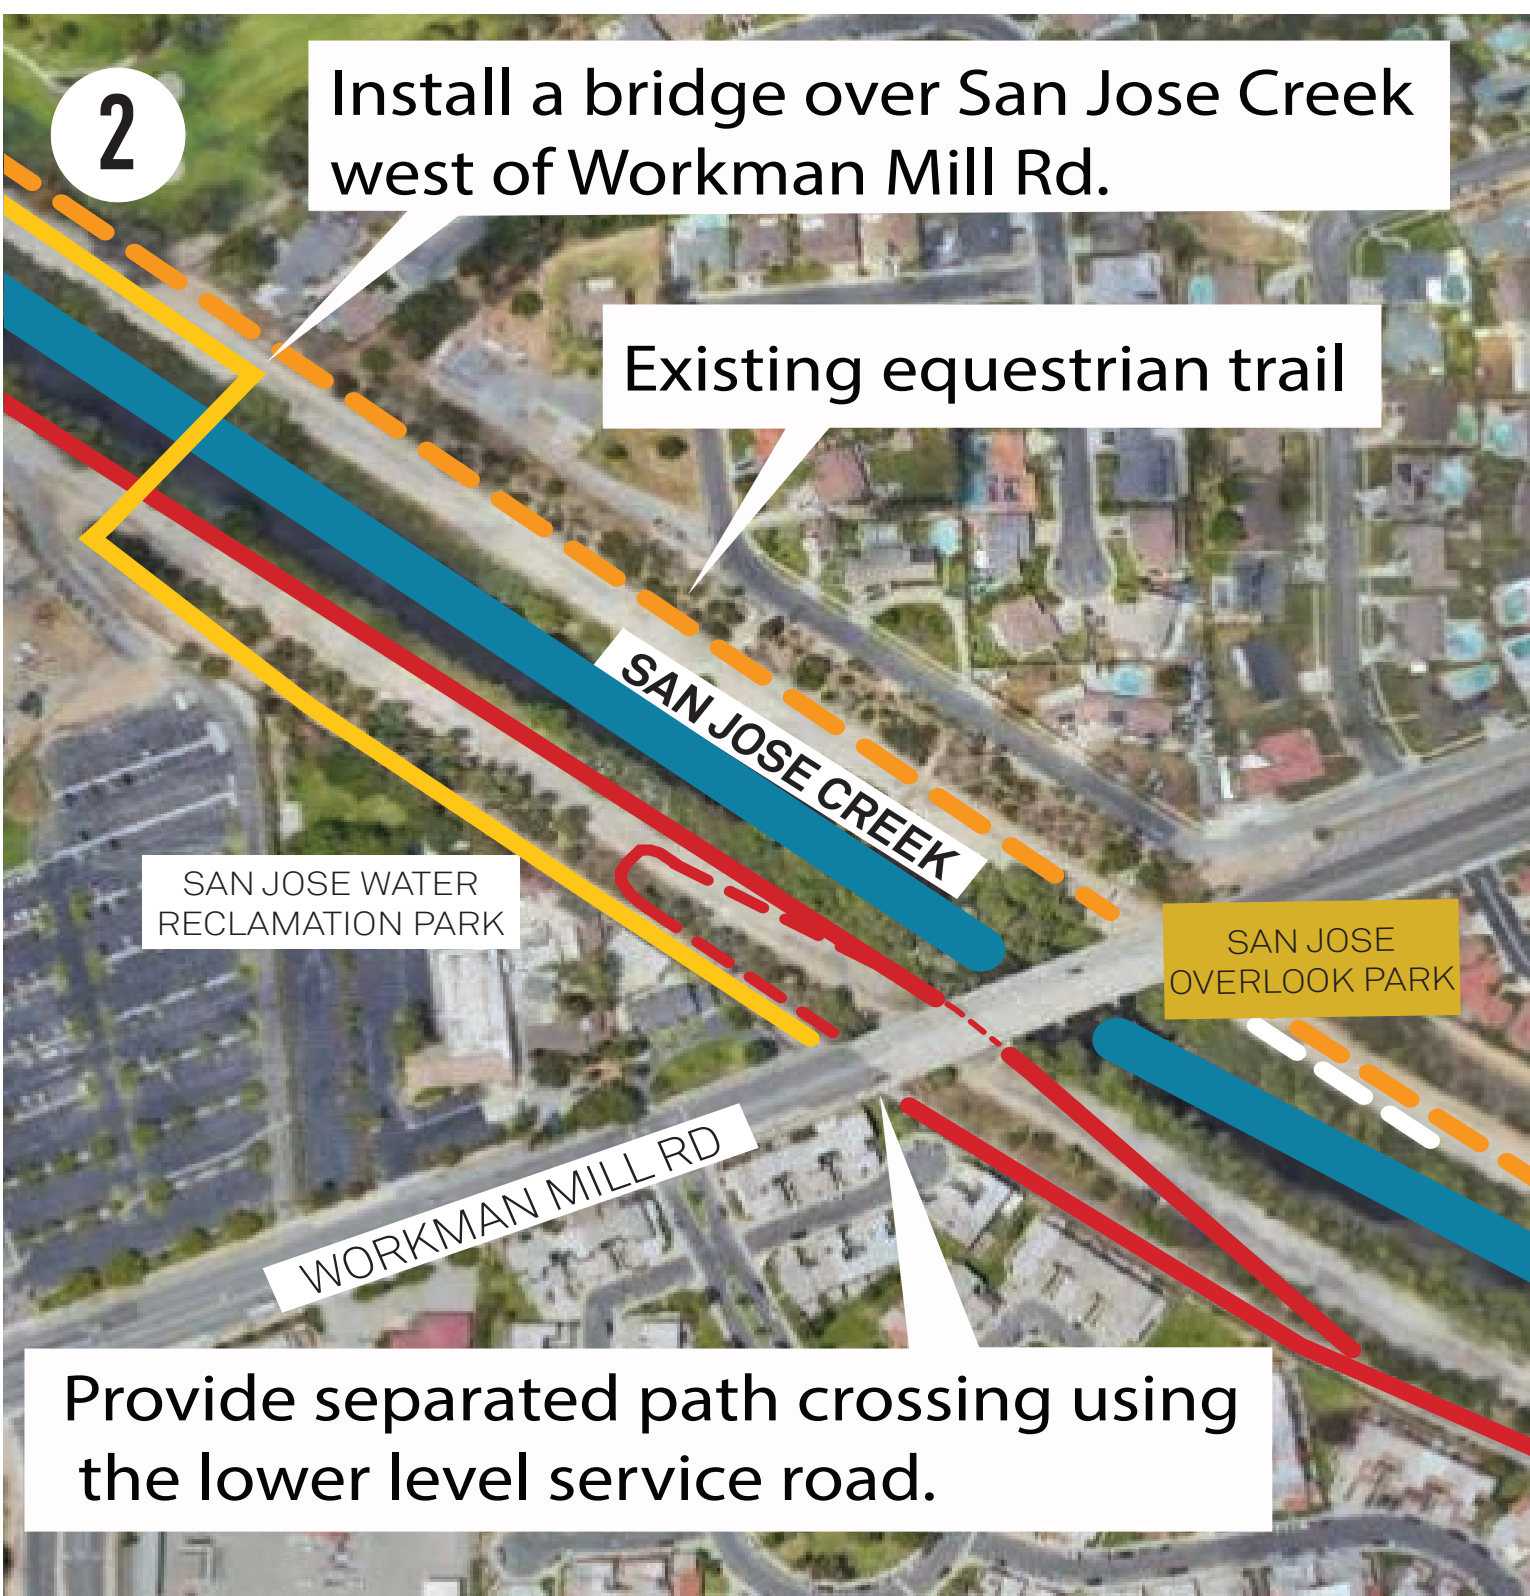 2
Install a bridge over San Jose Creek
west of Workman Mill Rd.
Existing equestrian trail
SAN JOSE CREEK
SAN JOSE WATER
RECLAMATION PARK
SAN JOSE
OVERLOOK PARK
WORKMAN MILL RD
Provide separated path crossing using
the lower level service road.